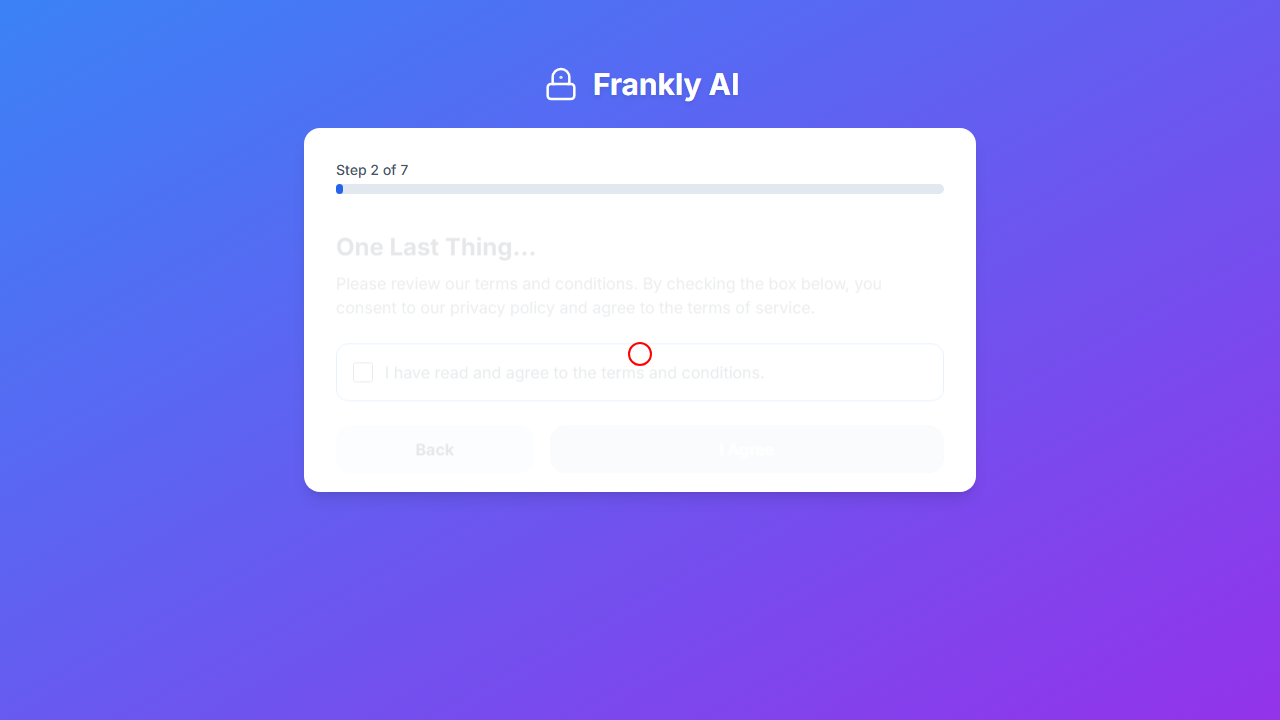 Frankly AI
Step 2 of 7
One Last Thing...
Please review our terms and conditions. By checking the box below, you
consent to our privacy policy and agree to the terms of service.
I have read and agree to the terms and conditions.
Back
I Agree